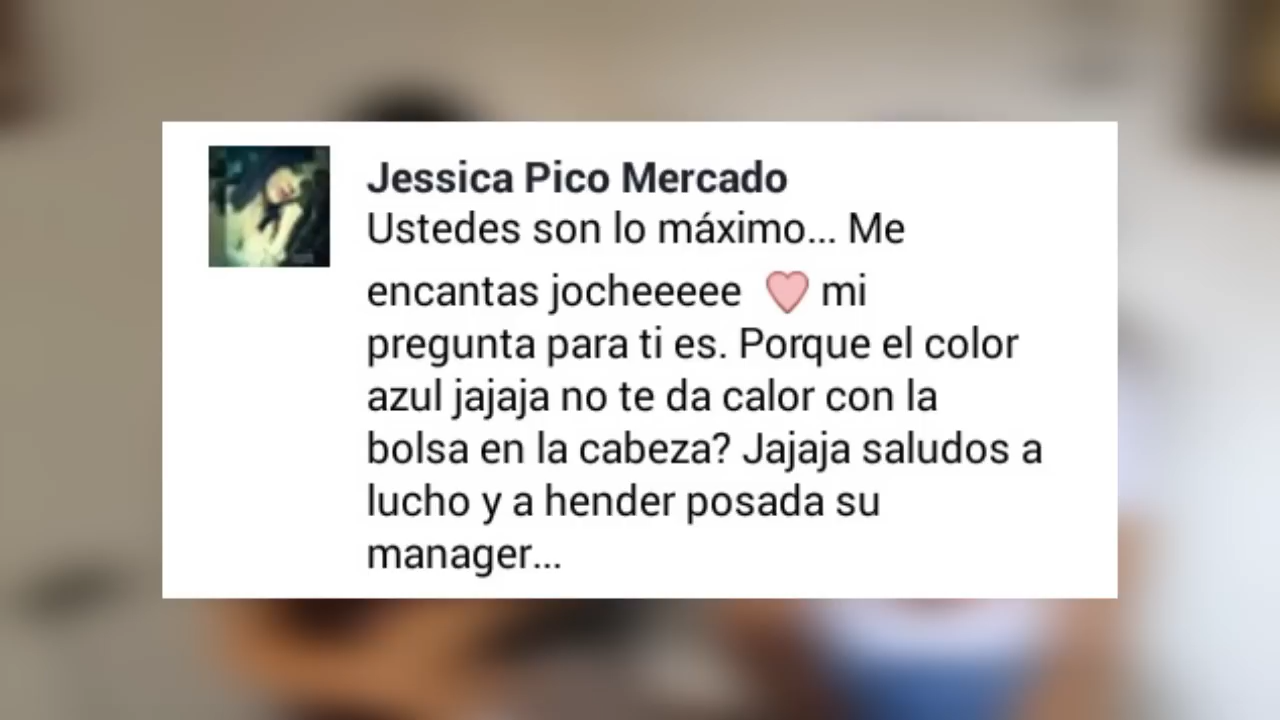 Jessica Pico Mercado
Ustedes son lo máximo... Me
encantas jocheeeee 🩷 mi
pregunta para ti es. Porque el color
azul jajaja no te da calor con la
bolsa en la cabeza? Jajaja saludos a
lucho y a hender posada su
manager...